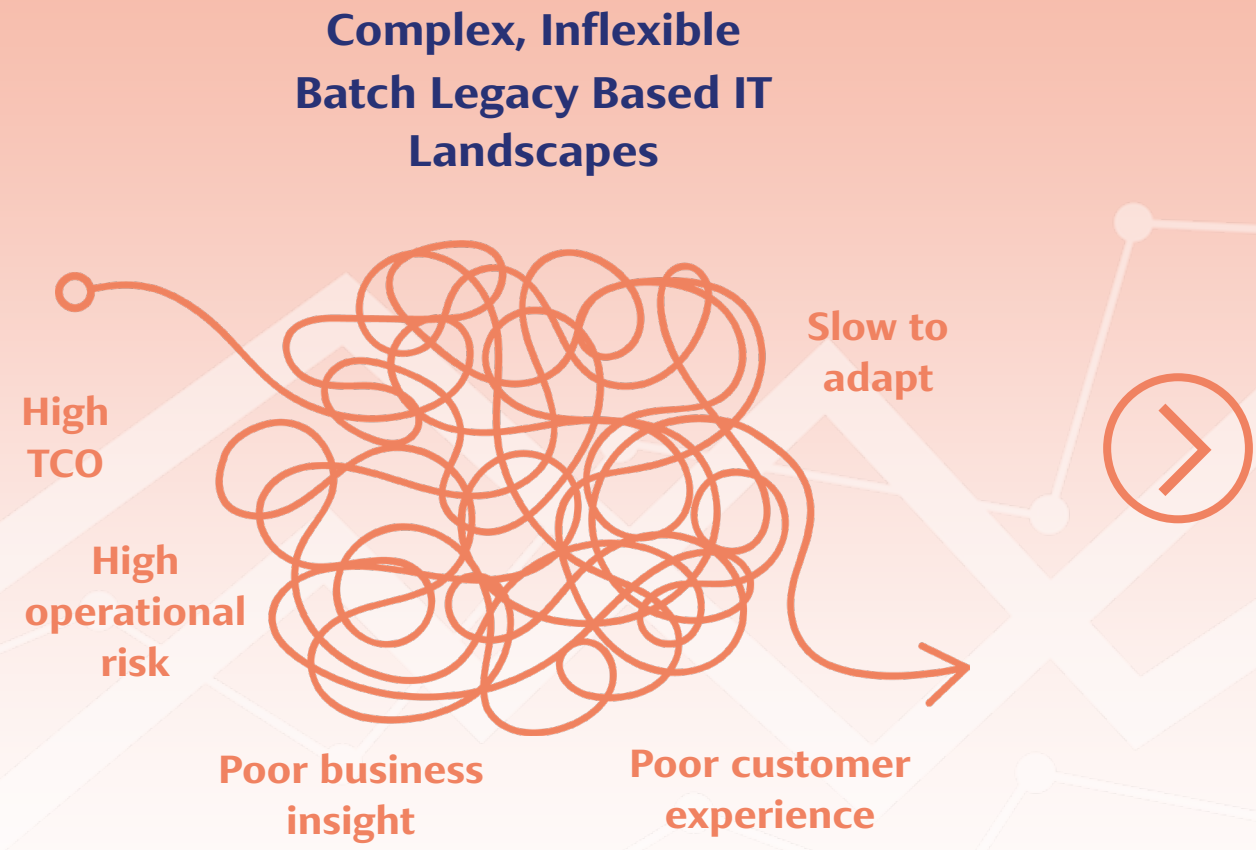 Complex, Inflexible
Batch Legacy Based IT
Landscapes
Slow to
adapt
High
TCO
High
operational
risk
Poor business
insight
Poor customer
experience